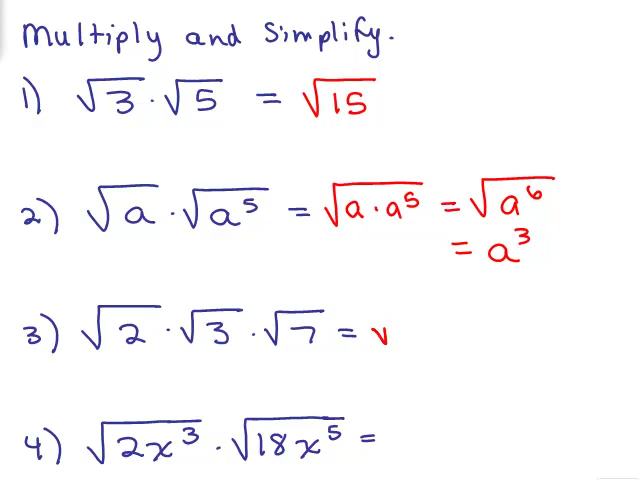 Multiply and Simplify.
1) √3 · √5 = √15
2) √a · √a⁵ = √a · a⁵ = √a⁶
= a³
3) √2 · √3 · √7 = √
4) √2x³ · √18x⁵ =